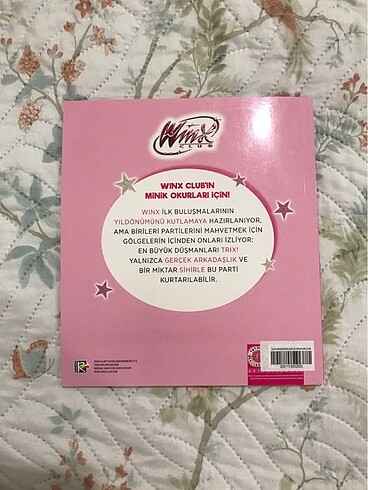 WINX
CLUB
WINX CLUB'IN
MİNİK OKURLARI İÇİN!
WINX İLK BULUŞMALARININ
YILDÖNÜMÜNÜ KUTLAMAYA HAZIRLANIYOR,
AMA BİRİLERİ PARTİLERİNİ MAHVETMEK İÇİN
GÖLGELERİN İÇİNDEN ONLARI İZLİYOR:
EN BÜYÜK DÜŞMANLARI TRIX!
YALNIZCA GERÇEK ARKADAŞLIK VE
BİR MİKTAR SİHİRLE BU PARTİ
KURTARILABİLİR.